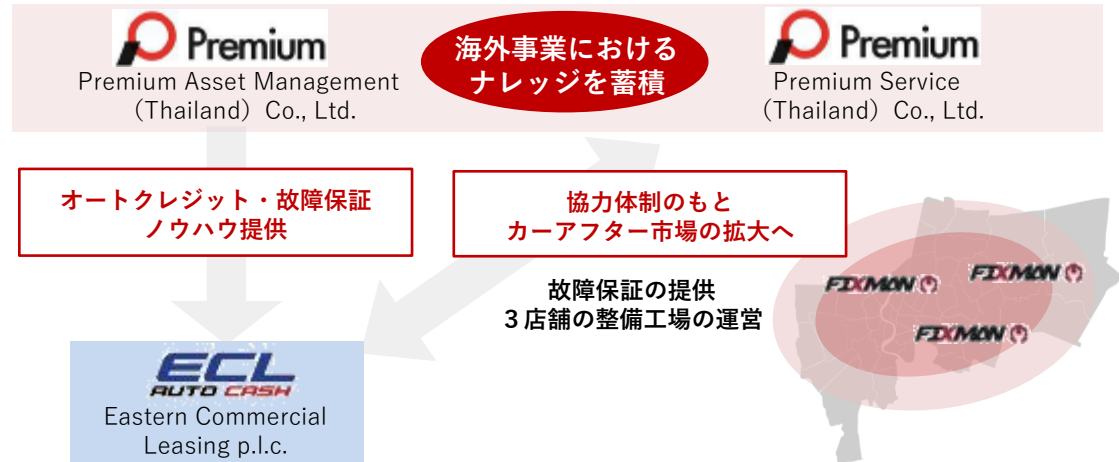 Premium
Premium Asset Management
（Thailand）Co., Ltd.
海外事業における
ナレッジを蓄積
Premium
Premium Service
（Thailand）Co., Ltd.
オートクレジット・故障保証
ノウハウ提供
協力体制のもと
カーアフター市場の拡大へ
故障保証の提供
３店舗の整備工場の運営
FIXMAN
FIXMAN
FIXMAN
ECL
AUTO CASH
Eastern Commercial
Leasing p.l.c.